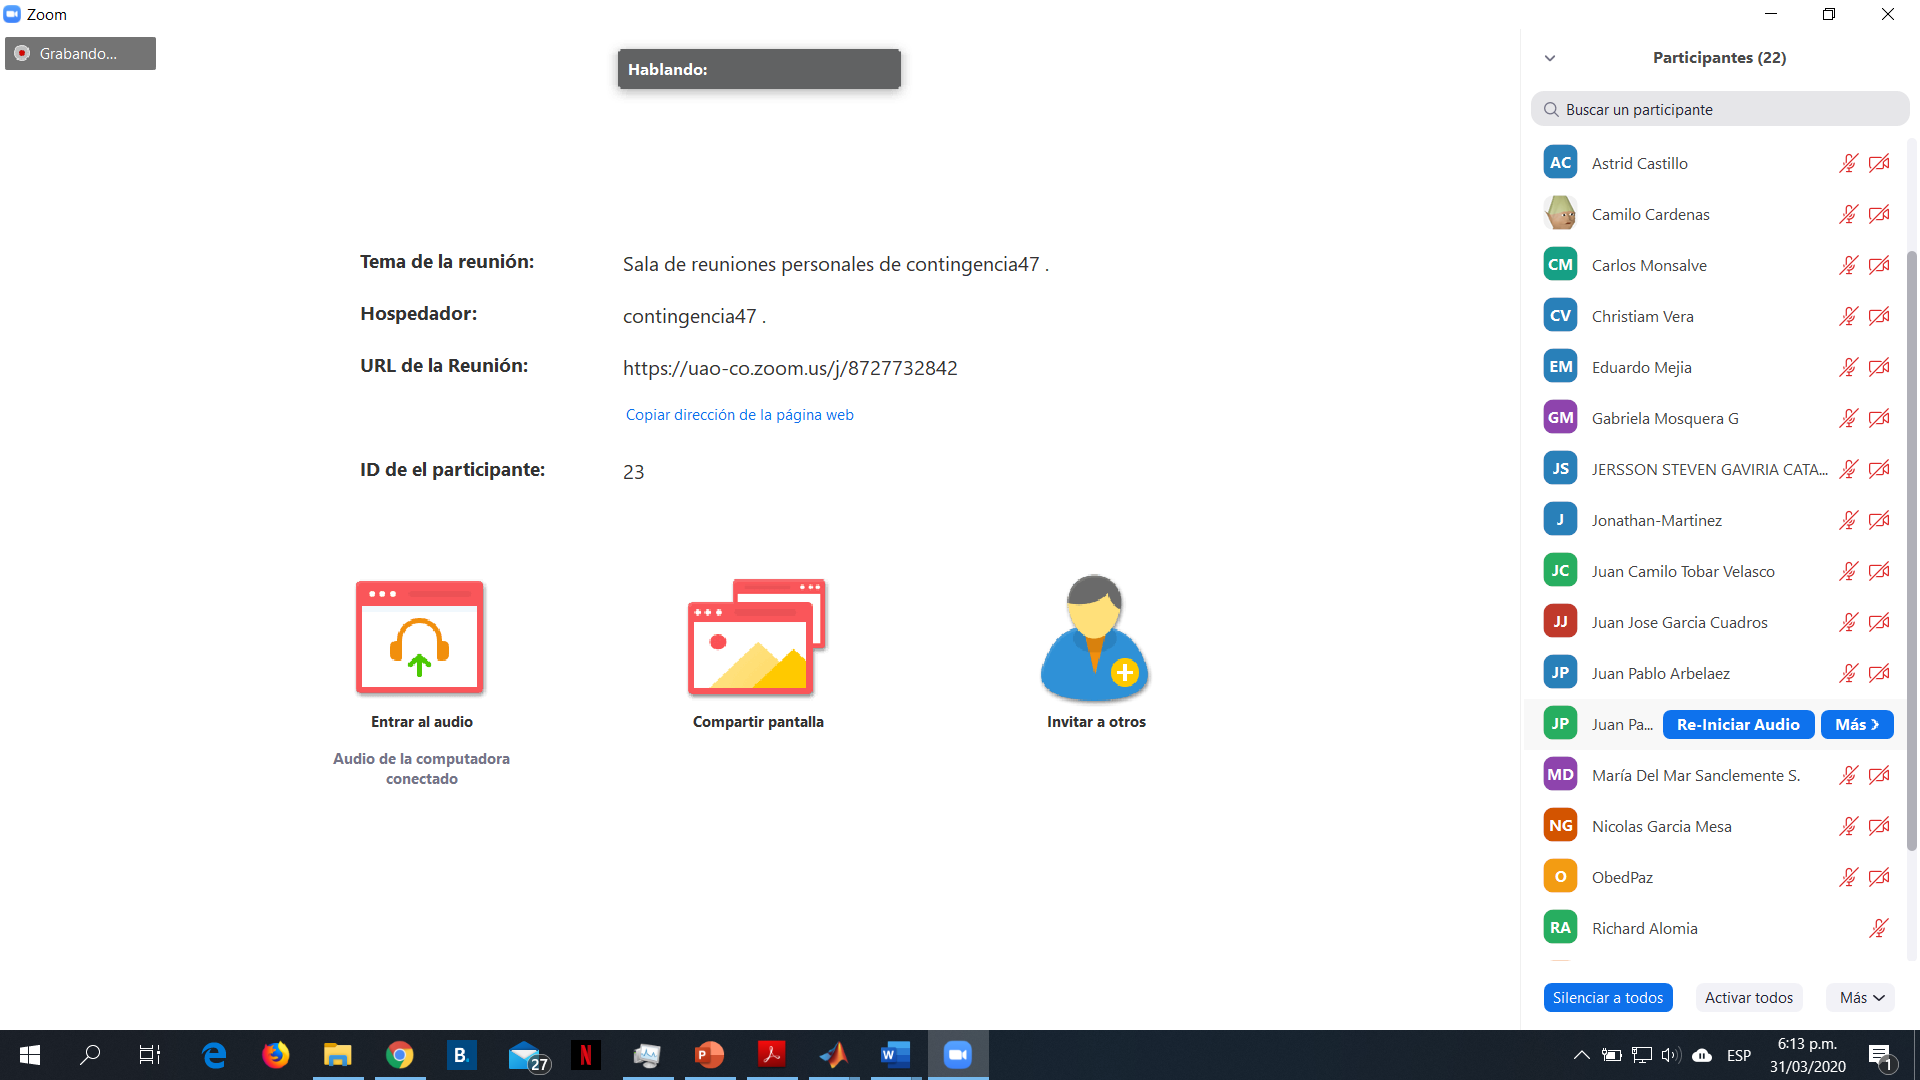 Zoom
Grabando...
Hablando:
Tema de la reunión:
Sala de reuniones personales de contingencia47 .
Hospedador:
contingencia47 .
URL de la Reunión:
https://uao-co.zoom.us/j/8727732842
Copiar dirección de la página web
ID de el participante:
23
Entrar al audio
Audio de la computadora
conectado
Compartir pantalla
Invitar a otros
Participantes (22)
Buscar un participante
AC Astrid Castillo
Camilo Cardenas
CM Carlos Monsalve
CV Christiam Vera
EM Eduardo Mejia
GM Gabriela Mosquera G
JS JERSSON STEVEN GAVIRIA CATA...
J Jonathan-Martinez
JC Juan Camilo Tobar Velasco
JJ Juan Jose Garcia Cuadros
JP Juan Pablo Arbelaez
JP Juan Pa... Re-Iniciar Audio Más
MD María Del Mar Sanclemente S.
NG Nicolas Garcia Mesa
O ObedPaz
RA Richard Alomia
Silenciar a todos Activar todos Más
B. 27 N P W
ESP
6:13 p.m.
31/03/2020
1